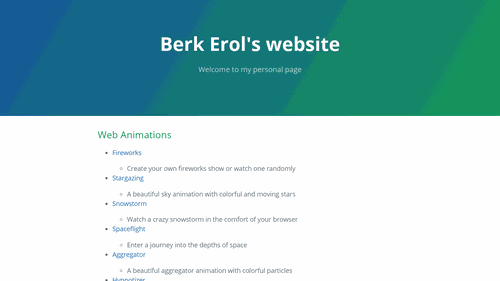 Berk Erol's website
Welcome to my personal page
Web Animations
Fireworks
Create your own fireworks show or watch one randomly
Stargazing
A beautiful sky animation with colorful and moving stars
Snowstorm
Watch a crazy snowstorm in the comfort of your browser
Spaceflight
Enter a journey into the depths of space
Aggregator
A beautiful aggregator animation with colorful particles
Hypnotizer